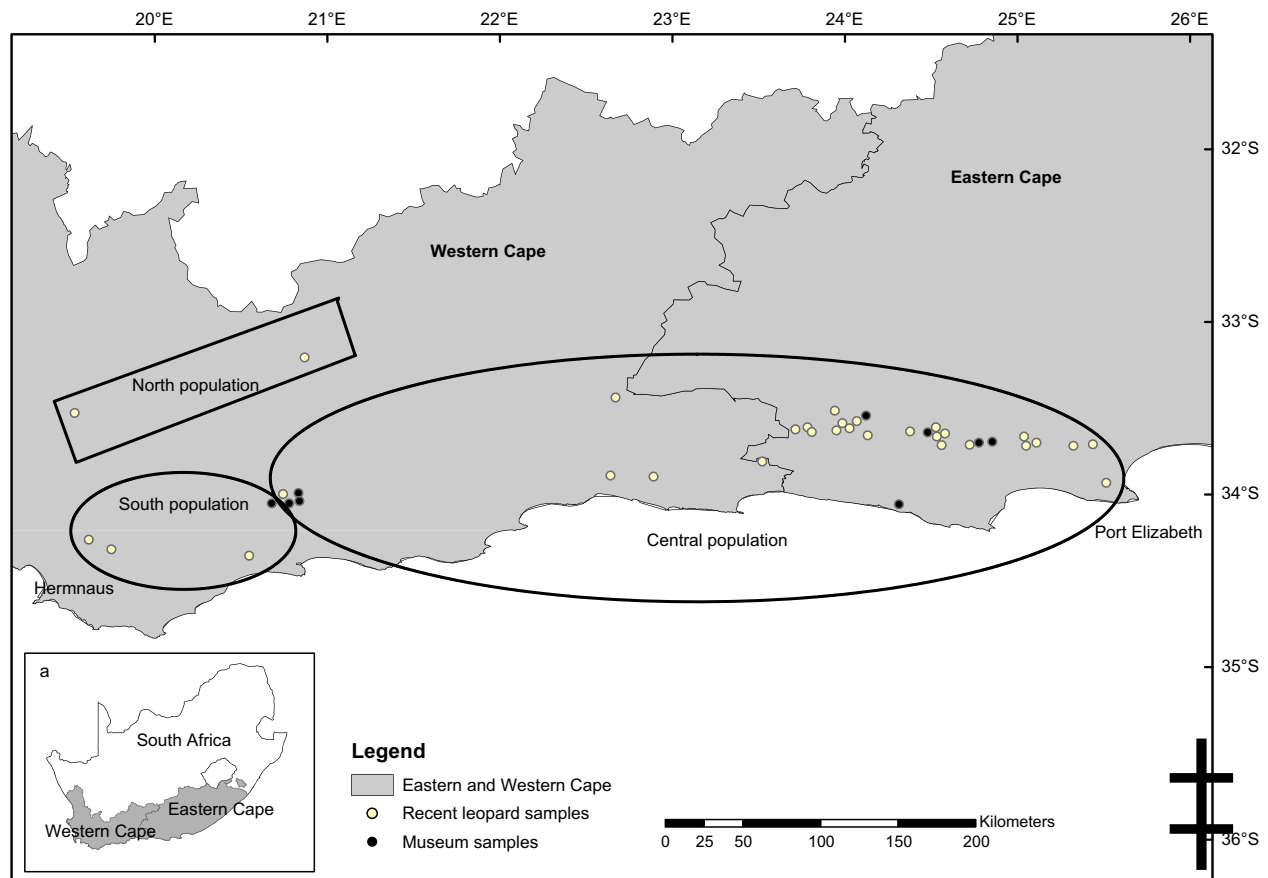 20°E 21°E 22°E 23°E 24°E 25°E 26°E
32°S
Eastern Cape
Western Cape
33°S
North population
34°S
South population
Port Elizabeth
Central population
Hermnaus
35°S
a
South Africa
Eastern Cape
Western Cape
Legend
Eastern and Western Cape
Recent leopard samples
Museum samples
Kilometers
0 25 50 100 150 200
36°S